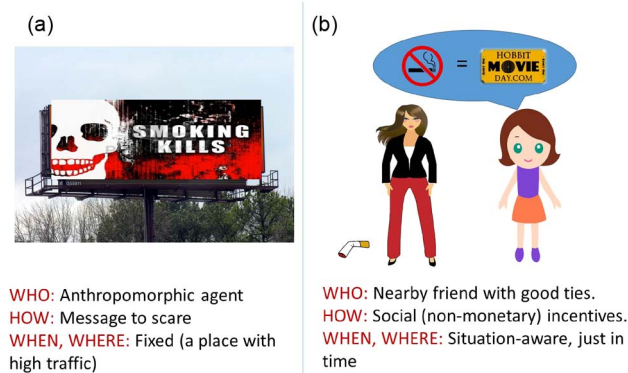 (a)
(b)
HOBBIT
MOVIE
DAY.COM
=
SMOKING
KILLS
WHO: Anthropomorphic agent
HOW: Message to scare
WHEN, WHERE: Fixed (a place with
high traffic)
WHO: Nearby friend with good ties.
HOW: Social (non-monetary) incentives.
WHEN, WHERE: Situation-aware, just in
time